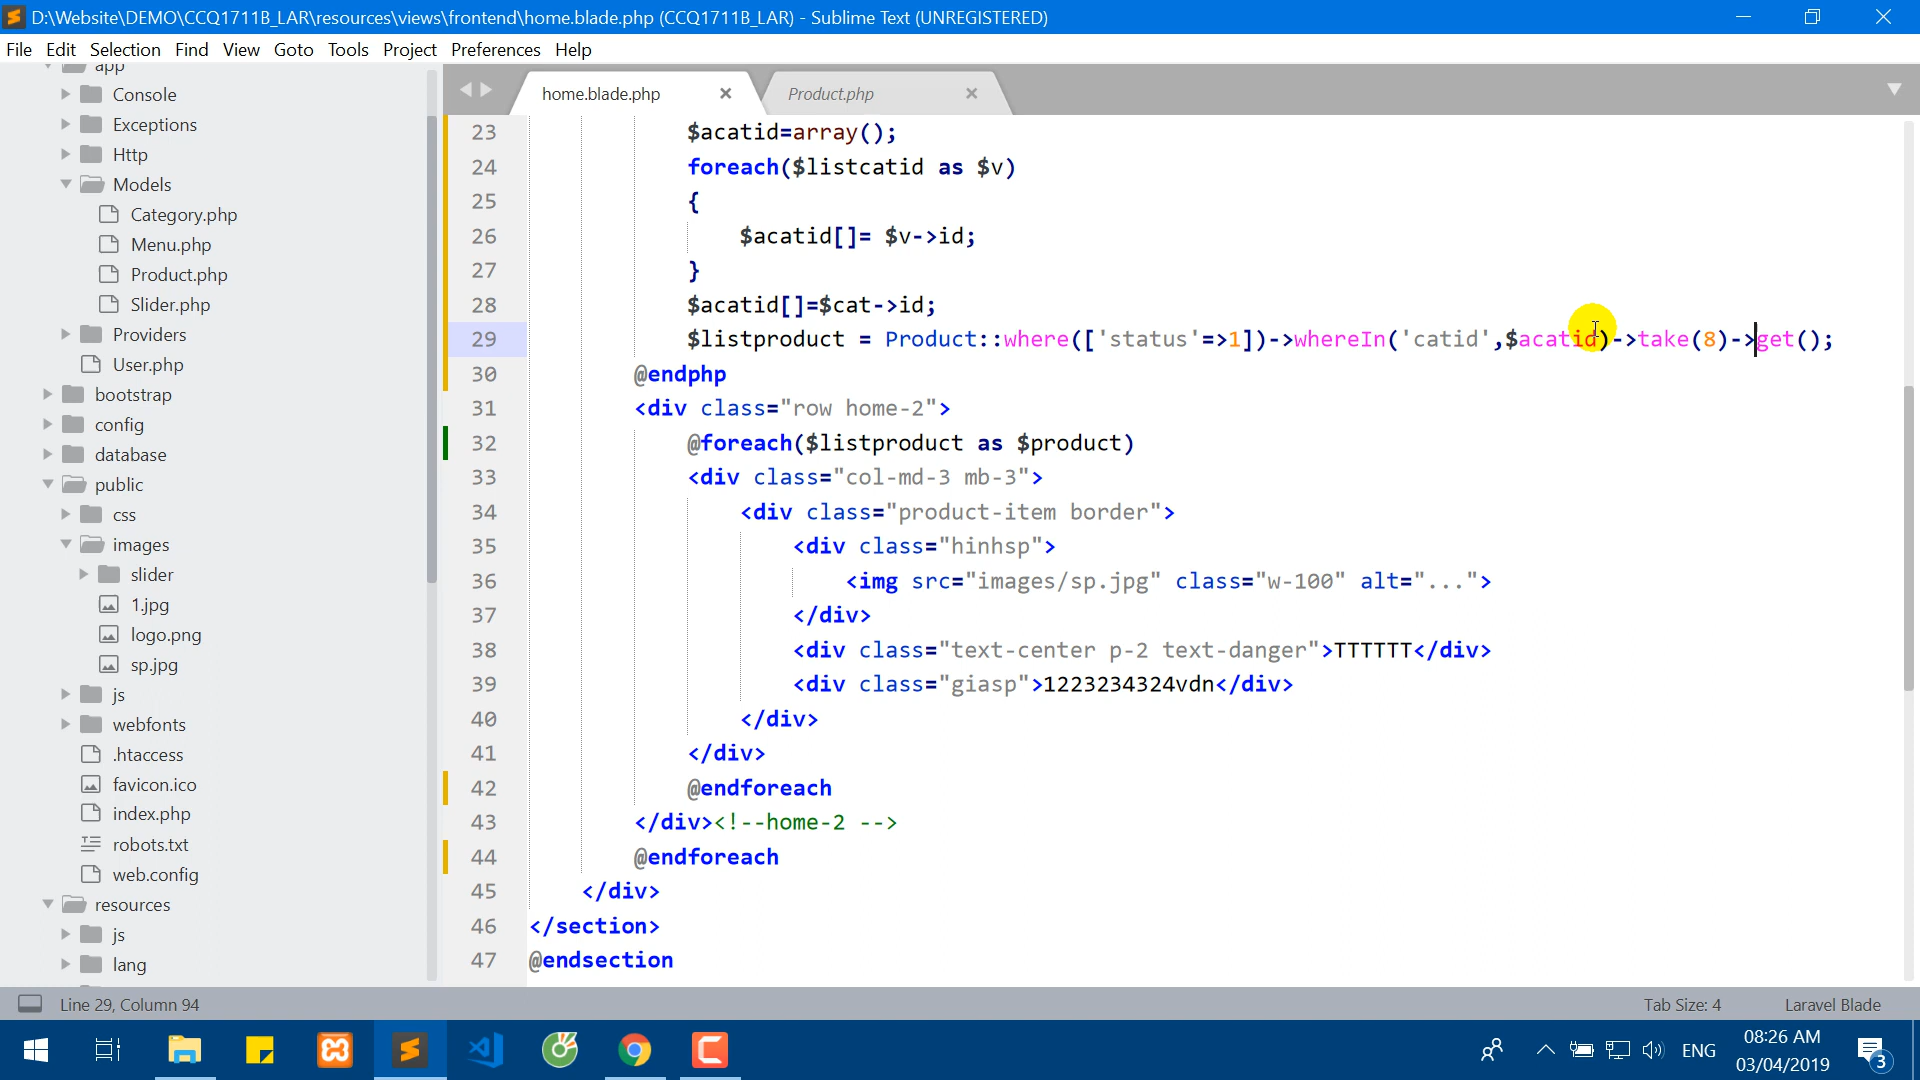 D:\Website\DEMO\CCQ1711B_LAR\resources\views\frontend\home.blade.php (CCQ1711B_LAR) - Sublime Text (UNREGISTERED)
File Edit Selection Find View Goto Tools Project Preferences Help
app
Console
Exceptions
Http
Models
Category.php
Menu.php
Product.php
Slider.php
Providers
User.php
bootstrap
config
database
public
css
images
slider
1.jpg
logo.png
sp.jpg
js
webfonts
.htaccess
favicon.ico
index.php
robots.txt
web.config
resources
js
lang
home.blade.php
Product.php
23 $acatid=array();
24 foreach($listcatid as $v)
25 {
26 $acatid[]= $v->id;
27 }
28 $acatid[]=$cat->id;
29 $listproduct = Product::where(['status'=>1])->whereIn('catid',$acatid)->take(8)->get();
30 @endphp
31 <div class="row home-2">
32 @foreach($listproduct as $product)
33 <div class="col-md-3 mb-3">
34 <div class="product-item border">
35 <div class="hinhsp">
36 <img src="images/sp.jpg" class="w-100" alt="...">
37 </div>
38 <div class="text-center p-2 text-danger">TTTTTT</div>
39 <div class="giasp">1223234324vdn</div>
40 </div>
41 </div>
42 @endforeach
43 </div><!--home-2 -->
44 @endforeach
45 </div>
46 </section>
47 @endsection
Line 29, Column 94
Tab Size: 4
Laravel Blade
ENG
08:26 AM
03/04/2019
3